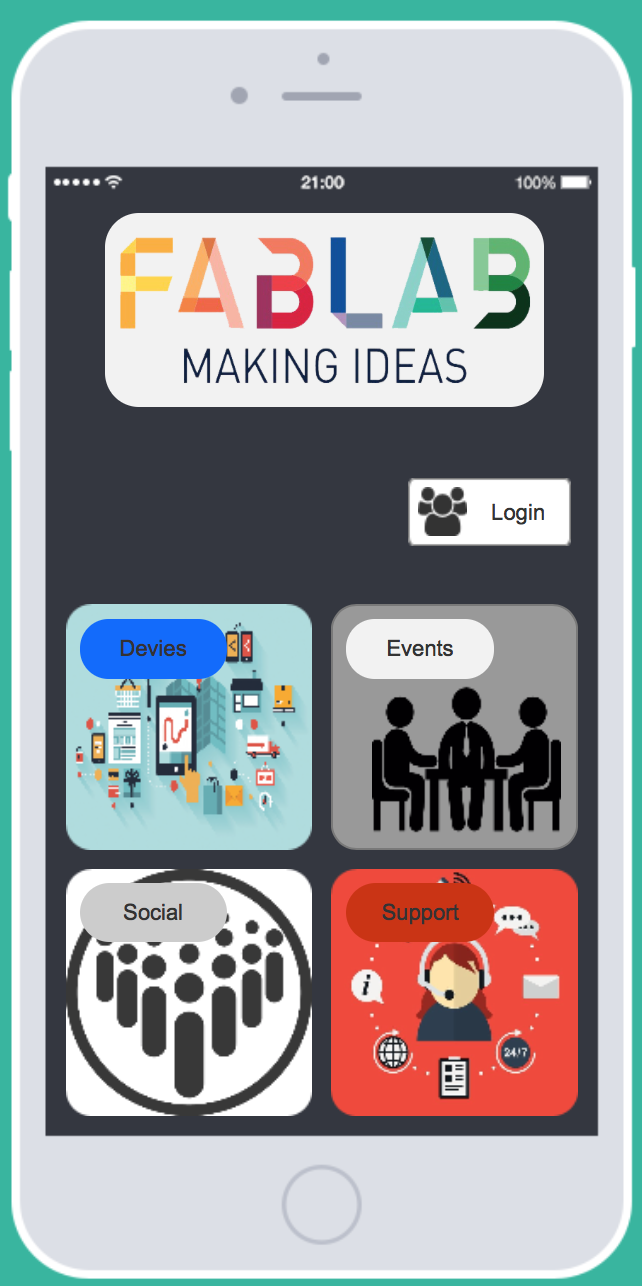 21:00 100%
FABLAB
MAKING IDEAS
Login
Devies Events
Social Support
i
24/7